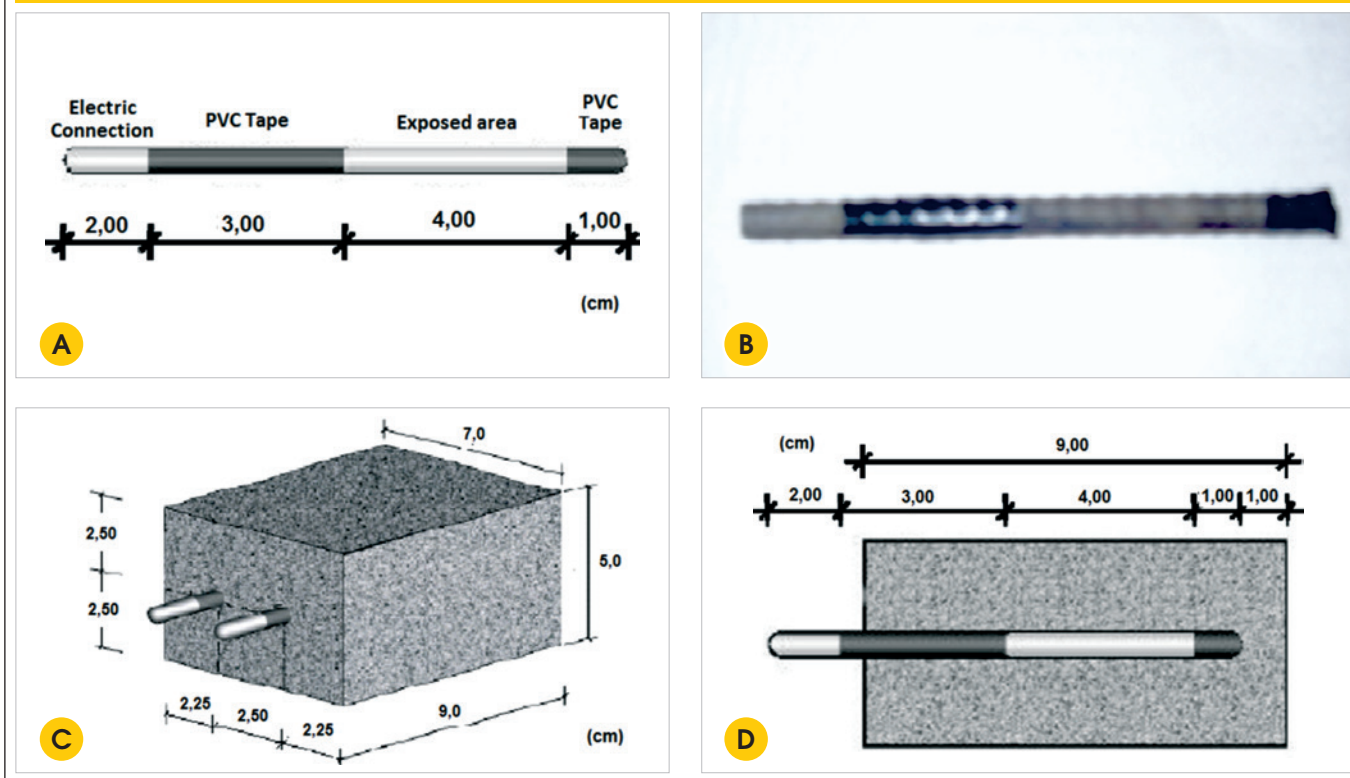 Electric
Connection
PVC Tape
Exposed area
PVC
Tape
2,00
3,00
4,00
1,00
(cm)
A
B
7,0
2,50
2,50
5,0
2,25
2,50
2,25
9,0
(cm)
C
(cm)
9,00
2,00
3,00
4,00
1,00
1,00
D